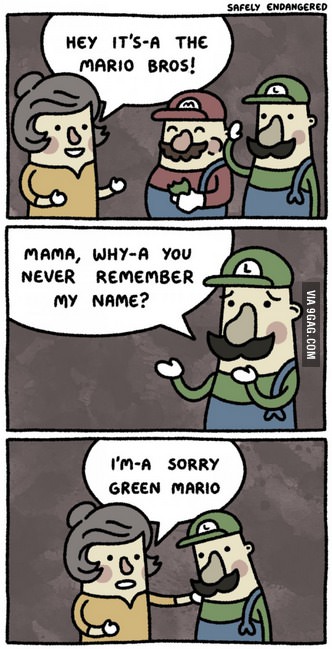 SAFELY ENDANGERED
HEY IT'S-A THE
MARIO BROS!
M
L
MAMA, WHY-A YOU
NEVER REMEMBER
MY NAME?
L
VIA 9GAG.COM
I'M-A SORRY
GREEN MARIO
L